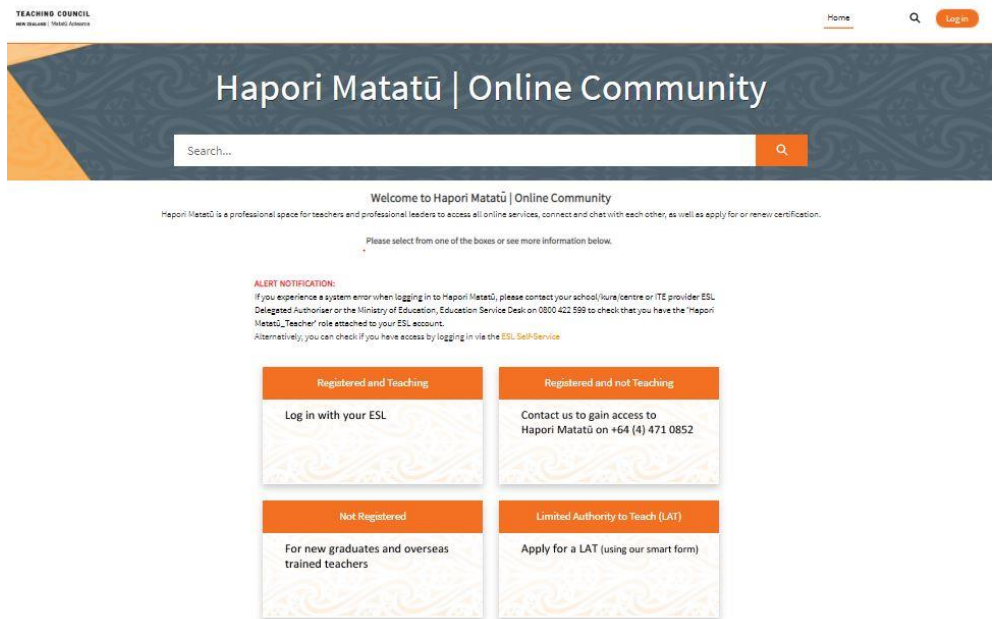 TEACHING COUNCIL
NEW ZEALAND | Matatū Aotearoa
Home
Log in
Hapori Matatū | Online Community
Search...
Welcome to Hapori Matatū | Online Community
Hapori Matatū is a professional space for teachers and professional leaders to access all online services, connect and chat with each other, as well as apply for or renew certification.
Please select from one of the boxes or see more information below.
ALERT NOTIFICATION:
If you experience a system error when logging in to Hapori Matatū, please contact your school/kura/centre or ITE provider ESL
Delegated Authoriser or the Ministry of Education, Education Service Desk on 0800 422 599 to check that you have the 'Hapori
Matatū_Teacher' role attached to your ESL account.
Alternatively, you can check if you have access by logging in via the ESL Self-Service
Registered and Teaching
Log in with your ESL
Registered and not Teaching
Contact us to gain access to
Hapori Matatū on +64 (4) 471 0852
Not Registered
For new graduates and overseas
trained teachers
Limited Authority to Teach (LAT)
Apply for a LAT (using our smart form)